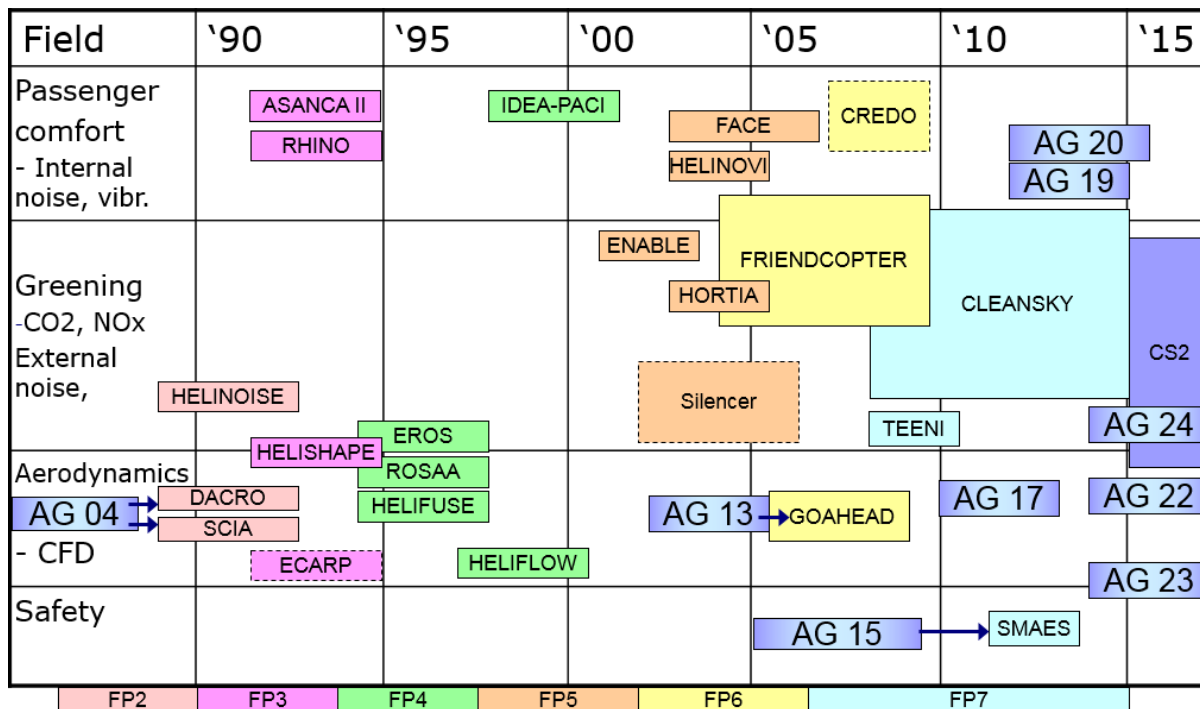 Field ‘90 ‘95 ‘00 ‘05 ‘10 ‘15
Passenger
comfort
- Internal
noise, vibr.
ASANCA II
RHINO
IDEA-PACI
FACE
HELINOVI
CREDO
AG 20
AG 19
Greening
-CO2, NOx
External
noise,
ENABLE
HORTIA
FRIENDCOPTER
CLEANSKY
CS2
HELINOISE
Silencer
EROS
TEENI
AG 24
HELISHAPE
Aerodynamics
ROSAA
AG 04
DACRO
SCIA
HELIFUSE
AG 13
GOAHEAD
AG 17
AG 22
- CFD
ECARP
HELIFLOW
AG 23
Safety
AG 15
SMAES
FP2 FP3 FP4 FP5 FP6 FP7